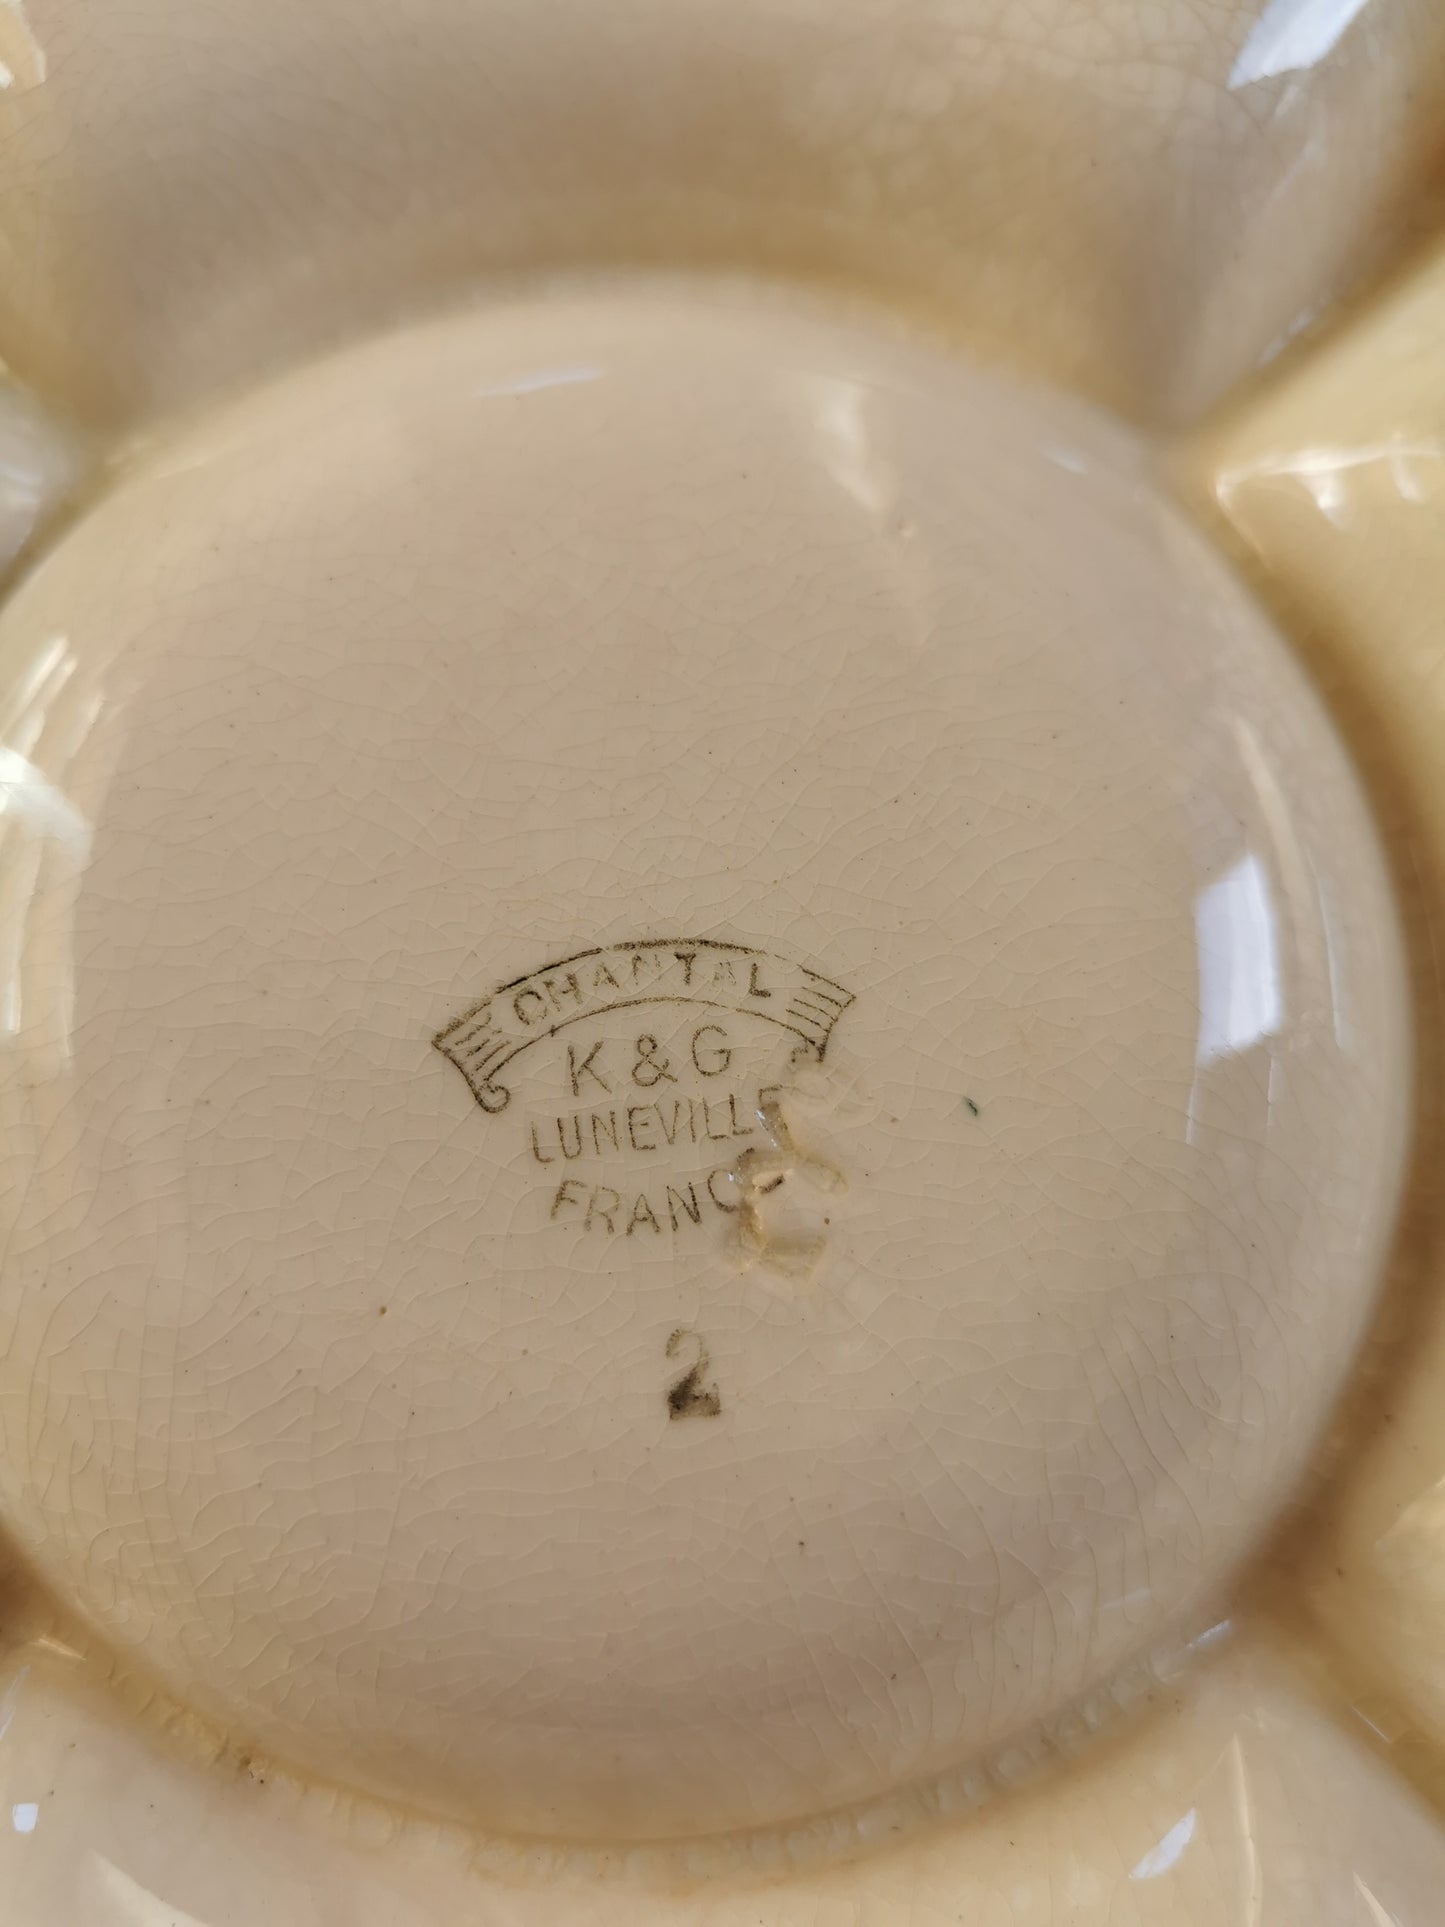 CHANTAL
K & G
LUNEVILLE
FRANCE
2